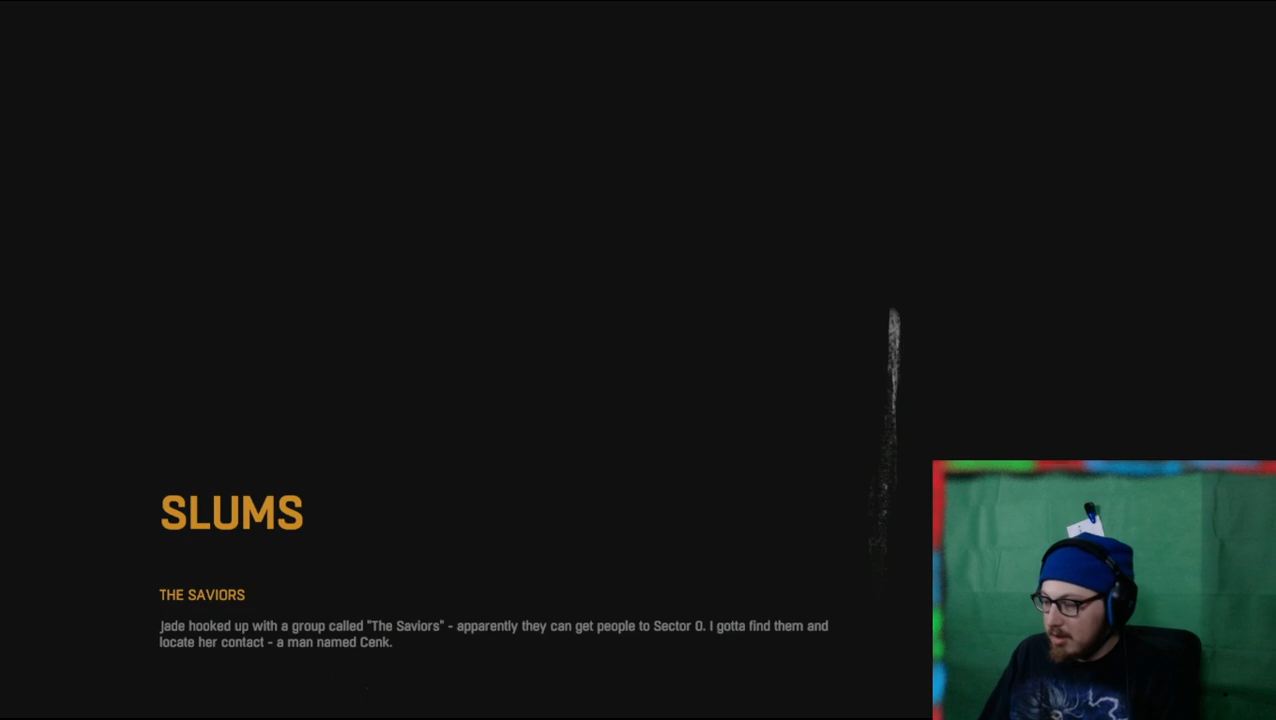 SLUMS
THE SAVIORS
Jade hooked up with a group called "The Saviors" - apparently they can get people to Sector 0. I gotta find them and
locate her contact - a man named Cenk.